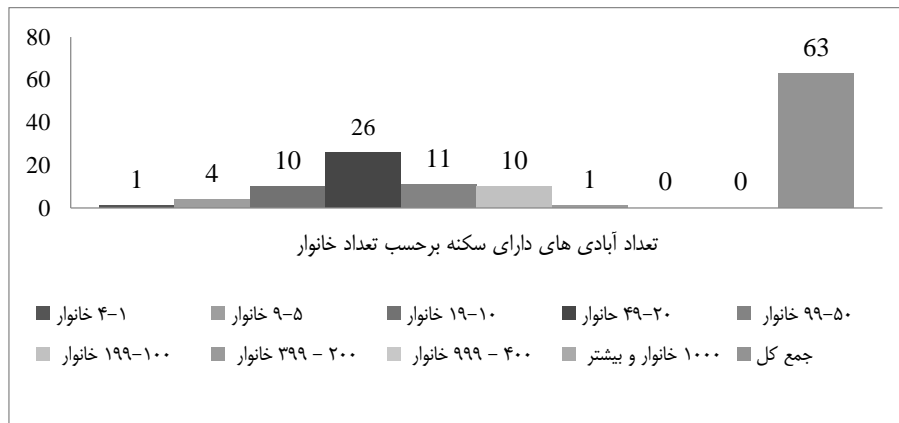 80
60
40
20
0
1
4
10
26
11
10
1
0
0
63
تعداد آبادی های دارای سکنه برحسب تعداد خانوار
۴-۱ خانوار
۹-۵ خانوار
۱۹-۱۰ خانوار
۴۹-۲۰ حانوار
۹۹-۵۰ خانوار
۱۹۹-۱۰۰ خانوار
۳۹۹ - ۲۰۰ خانوار
۹۹۹ - ۴۰۰ خانوار
۱۰۰۰ خانوار و بیشتر
جمع کل